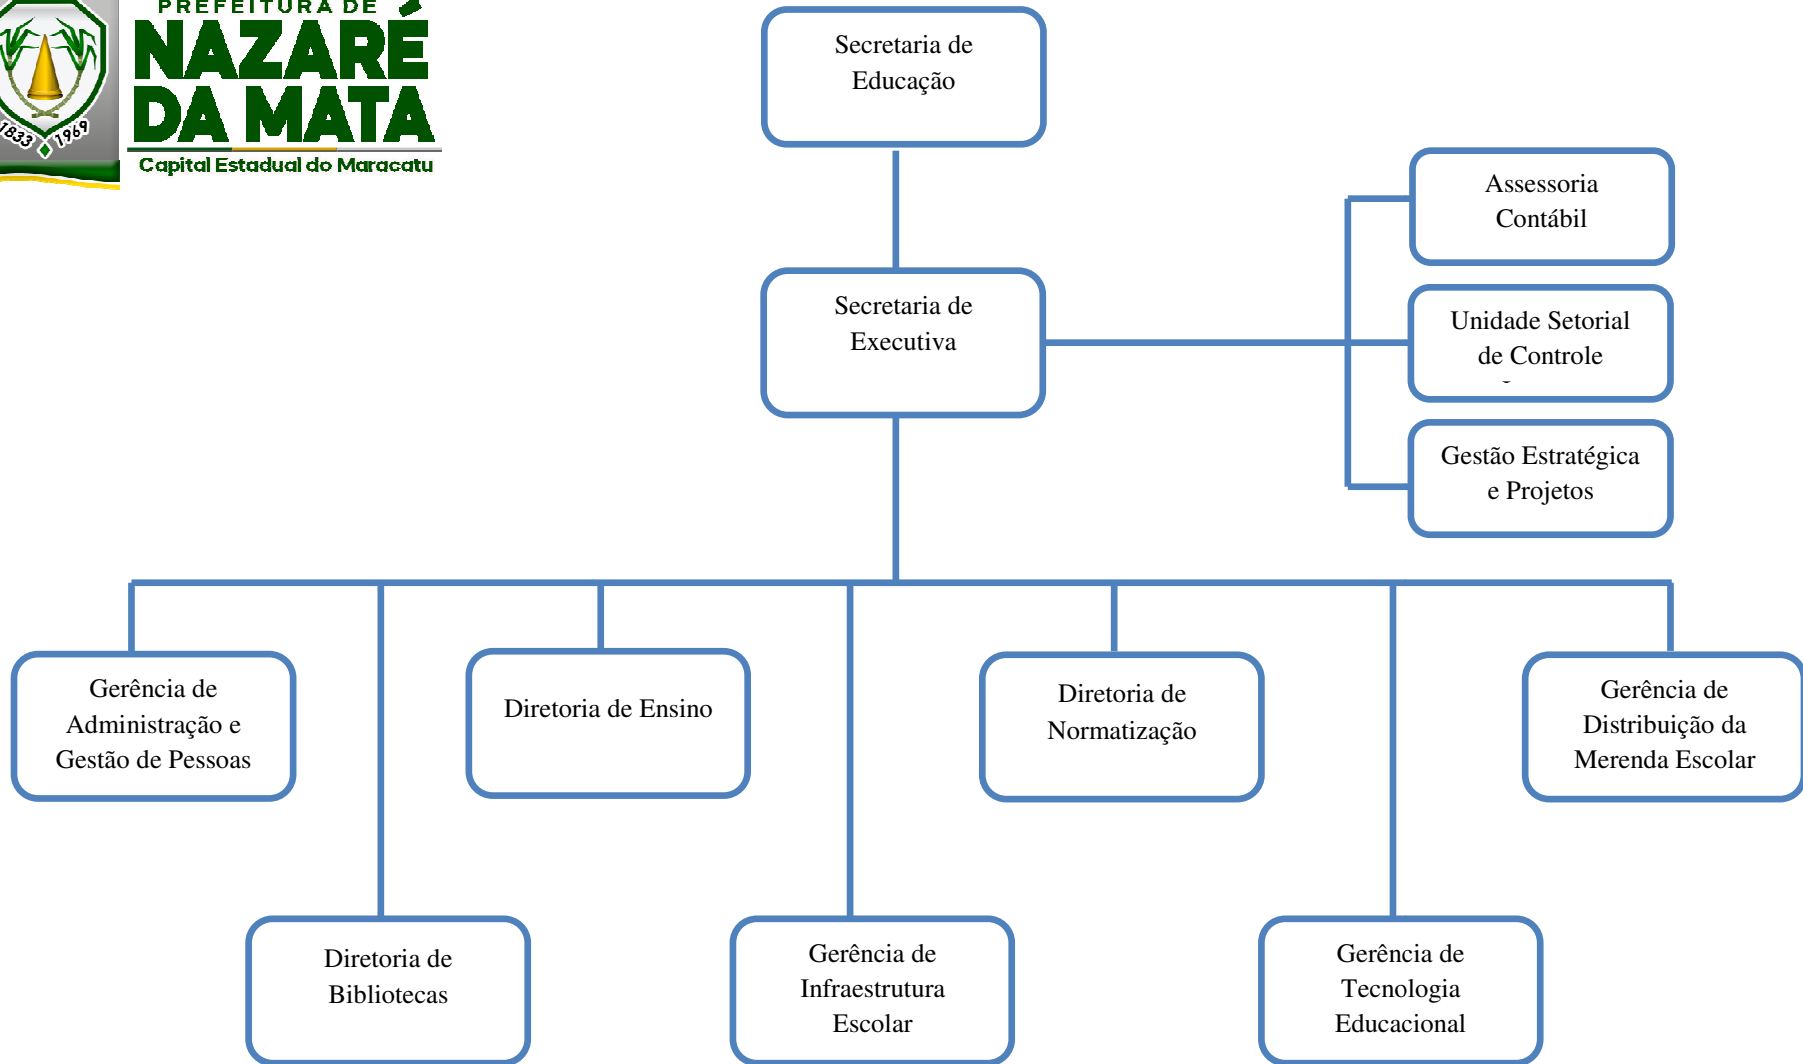 PREFEITURA DE
NAZARÉ
DA MATA
Capital Estadual do Maracatu
1833 1969
Secretaria de
Educação
Secretaria de
Executiva
Assessoria
Contábil
Unidade Setorial
de Controle
Gestão Estratégica
e Projetos
Gerência de
Administração e
Gestão de Pessoas
Diretoria de Ensino
Diretoria de
Normatização
Gerência de
Distribuição da
Merenda Escolar
Diretoria de
Bibliotecas
Gerência de
Infraestrutura
Escolar
Gerência de
Tecnologia
Educacional